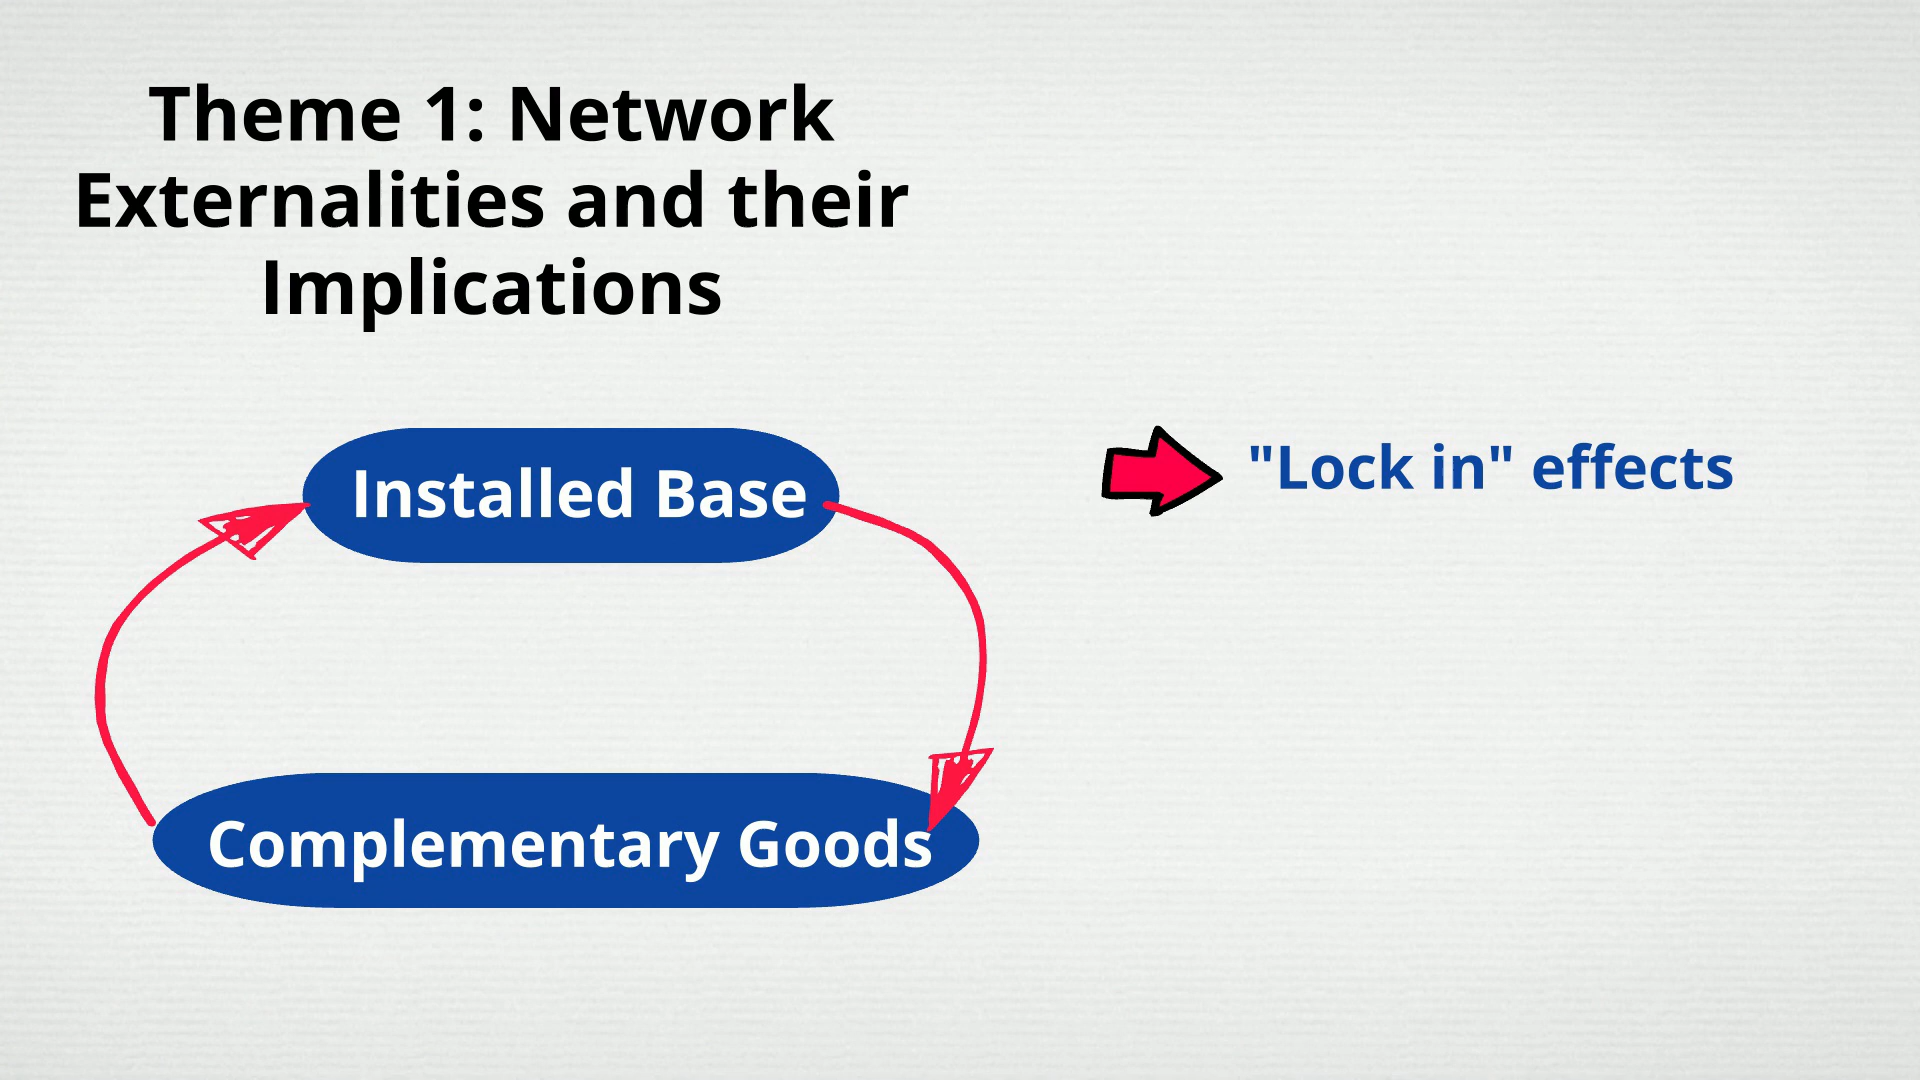 Theme 1: Network
Externalities and their
Implications
Installed Base
"Lock in" effects
Complementary Goods